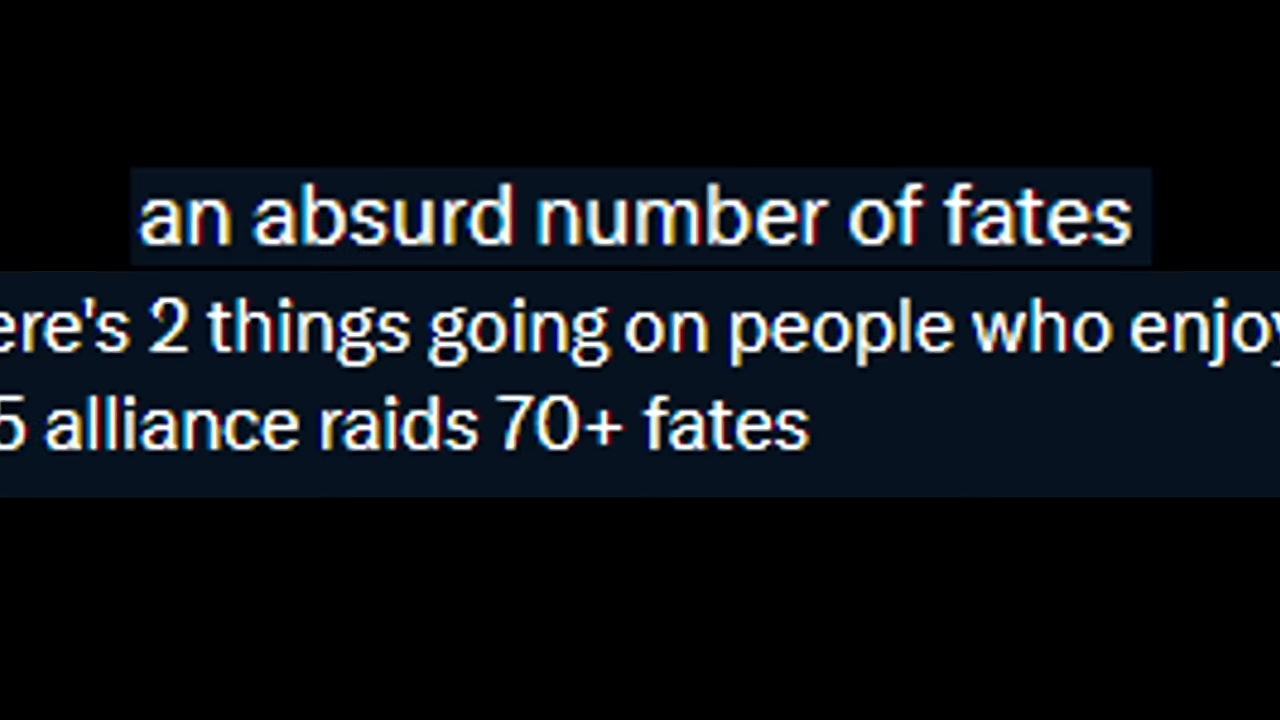 an absurd number of fates
ere's 2 things going on people who enjoy
5 alliance raids 70+ fates